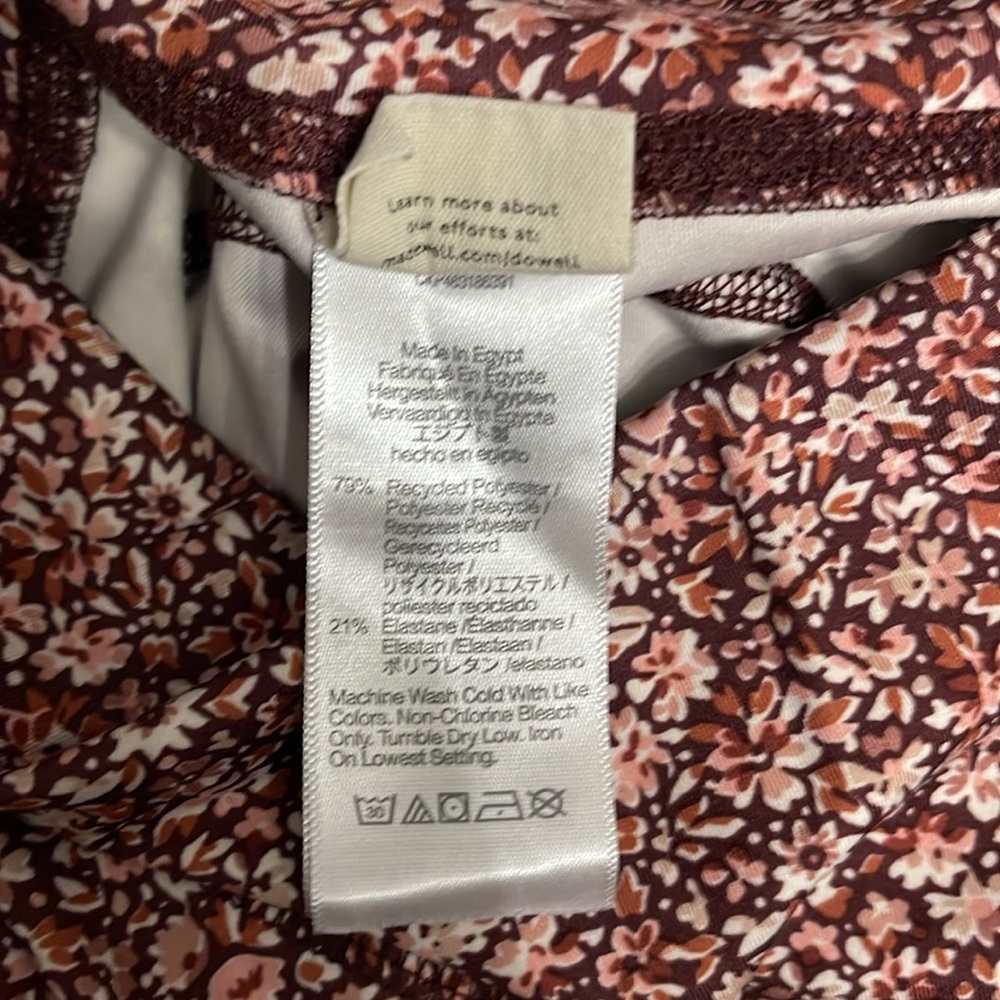 Learn more about
our efforts at:
madewell.com/dowell
Made In Egypt
Fabriqué En Égypte
Hergestellt in Ägypten
Vervaardigd In Egypte
エジプト製
hecho en egipto
79% Recycled Polyester /
Polyester Recyclé /
Recyceltes Polyester /
Gerecycleerd
Polyester /
リサイクルポリエステル /
poliester reciclado
21% Elastane /Élasthanne /
Elastan /Elastaan /
ポリウレタン /elastano
Machine Wash Cold With Like
Colors. Non-Chlorine Bleach
Only. Tumble Dry Low. Iron
On Lowest Setting.
30